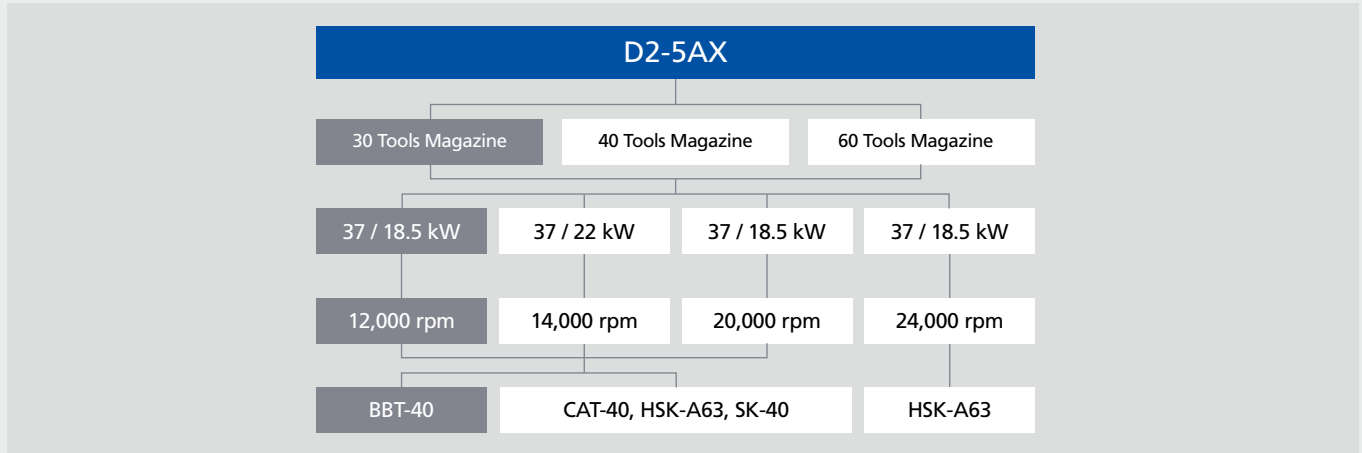 D2-5AX
30 Tools Magazine
40 Tools Magazine
60 Tools Magazine
37 / 18.5 kW
37 / 22 kW
37 / 18.5 kW
37 / 18.5 kW
12,000 rpm
14,000 rpm
20,000 rpm
24,000 rpm
BBT-40
CAT-40, HSK-A63, SK-40
HSK-A63